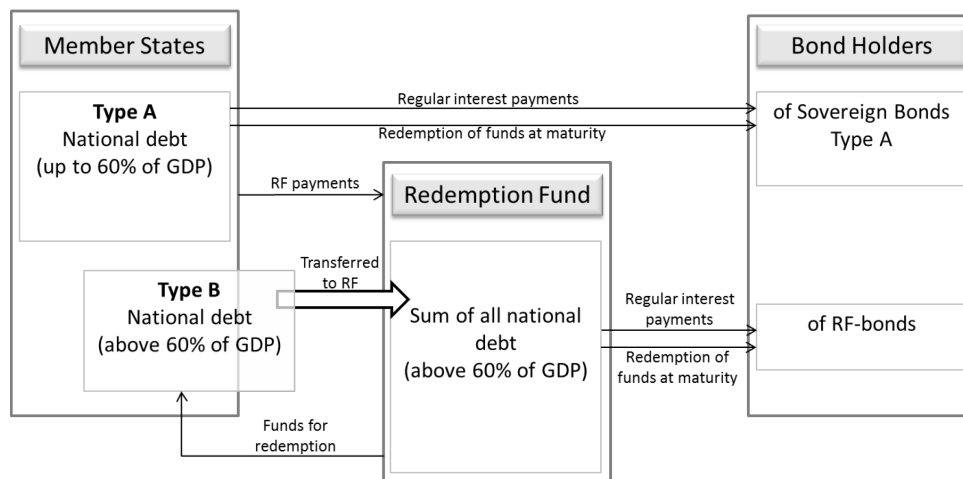 Member States
Bond Holders
Type A
National debt
(up to 60% of GDP)
Regular interest payments
Redemption of funds at maturity
of Sovereign Bonds
Type A
RF payments
Redemption Fund
Transferred
to RF
Type B
National debt
(above 60% of GDP)
Sum of all national
debt
(above 60% of GDP)
Regular interest
payments
Redemption of
funds at maturity
of RF-bonds
Funds for
redemption